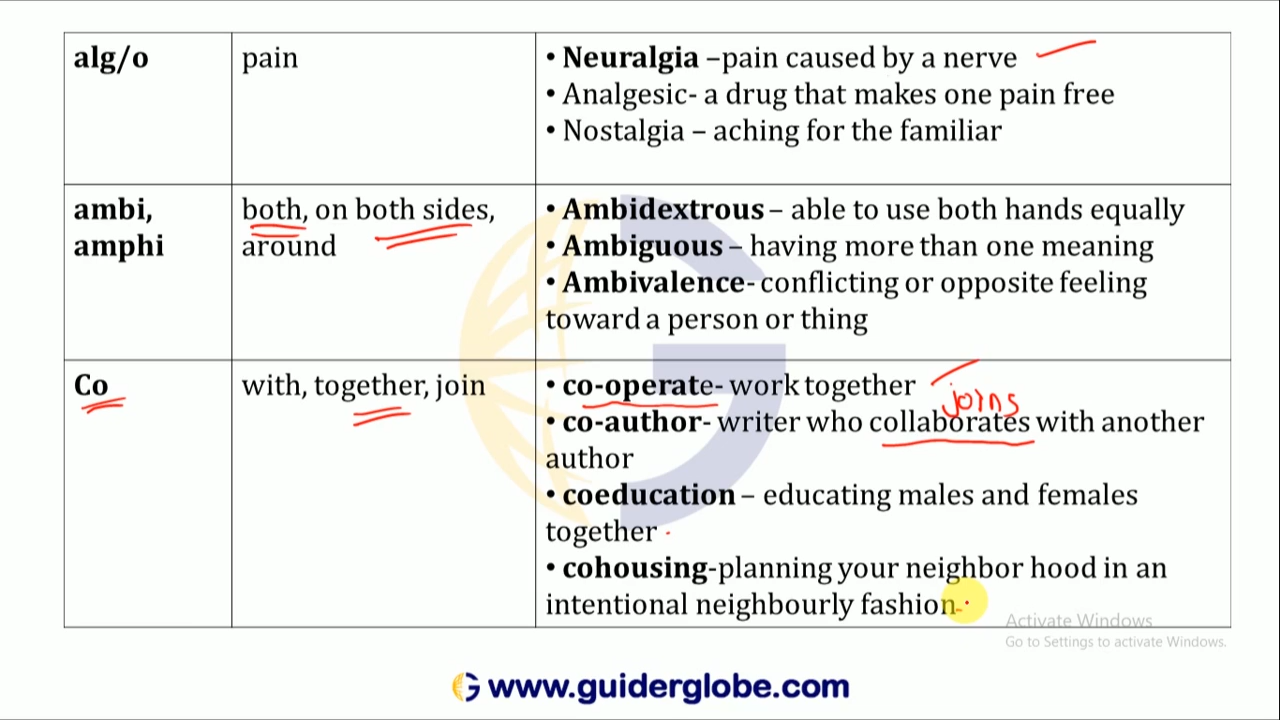 alg/o
pain
• Neuralgia –pain caused by a nerve
• Analgesic- a drug that makes one pain free
• Nostalgia – aching for the familiar
ambi,
amphi
both, on both sides,
around
• Ambidextrous – able to use both hands equally
• Ambiguous – having more than one meaning
• Ambivalence- conflicting or opposite feeling
toward a person or thing
Co
with, together, join
• co-operate- work together
joins
• co-author- writer who collaborates with another
author
• coeducation – educating males and females
together
• cohousing-planning your neighbor hood in an
intentional neighbourly fashion
Activate Windows
Go to Settings to activate Windows.
www.guiderglobe.com